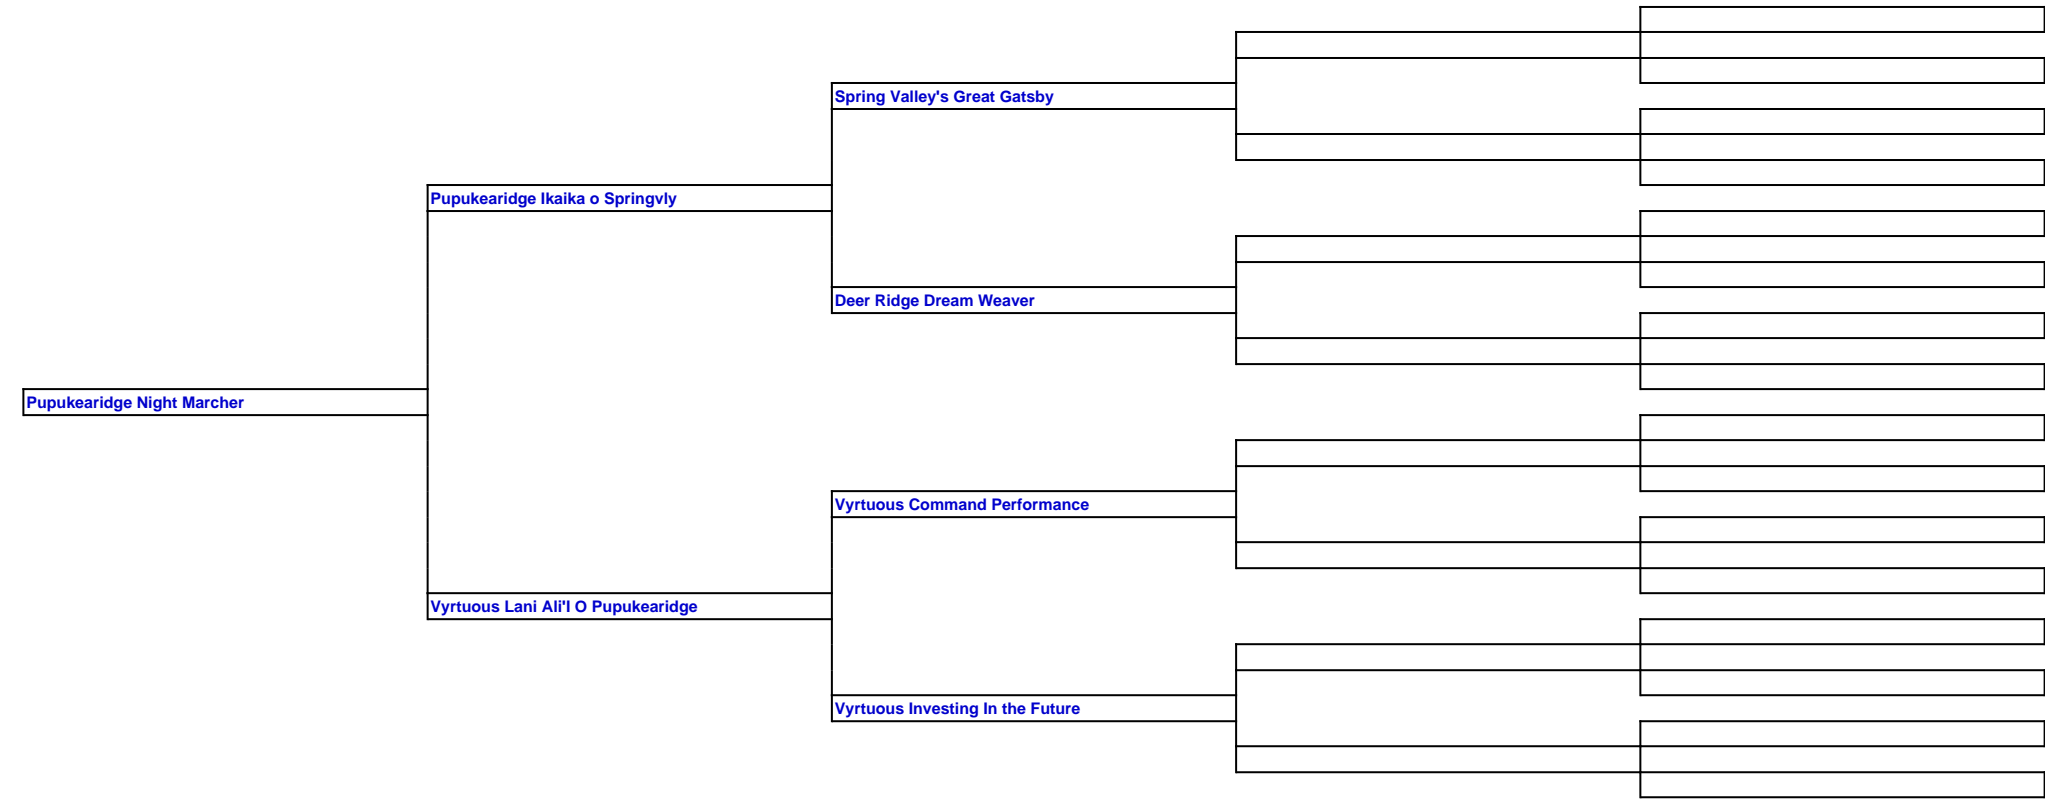 Spring Valley's Great Gatsby
Pupukearidge Ikaika o Springvly
Deer Ridge Dream Weaver
Pupukearidge Night Marcher
Vyrtuous Command Performance
Vyrtuous Lani Ali'I O Pupukearidge
Vyrtuous Investing In the Future